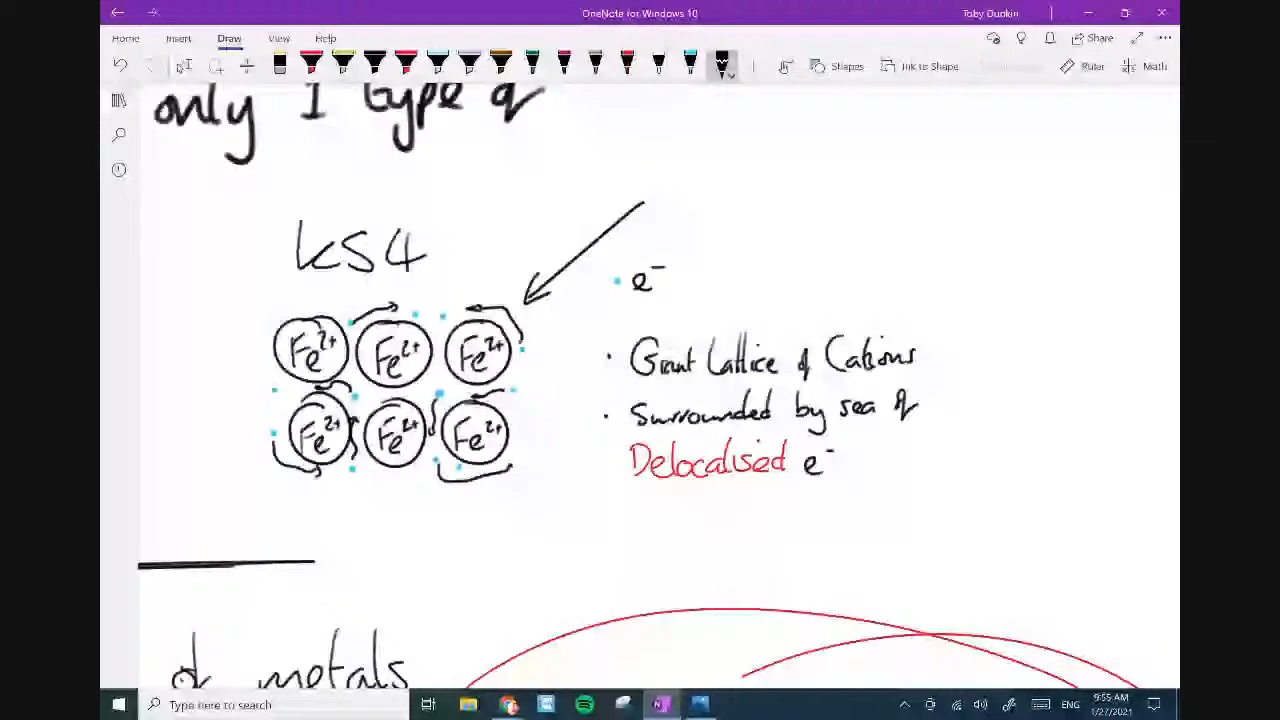 OneNote for Windows 10
Toby Dunkin
Home Insert Draw View Help
Share
Shapes
Ink to Shape
Ruler
Math
only 1 type of
KS4
e⁻
Fe²⁺ Fe²⁺ Fe²⁺
Fe²⁺ Fe²⁺ Fe²⁺
• Giant Lattice of Cations
• Surrounded by sea of
Delocalised e⁻
of metals
Type here to search
9:55 AM
1/27/2021